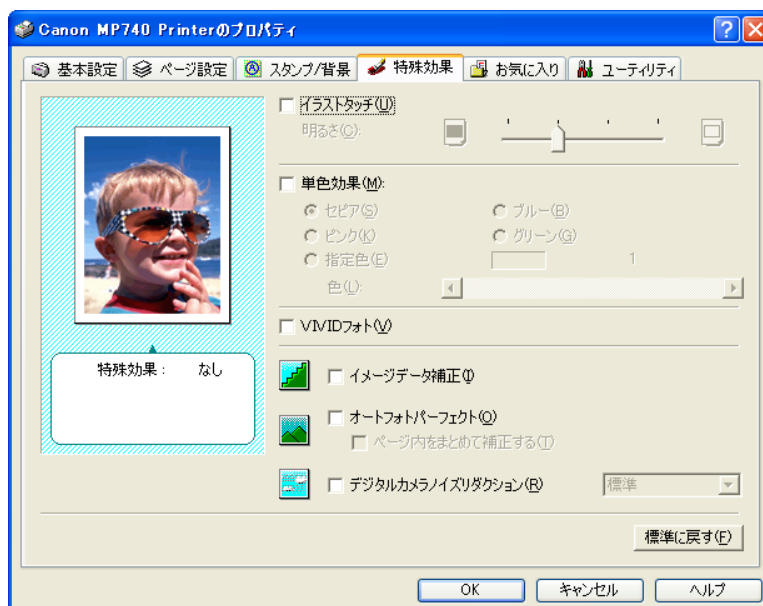 Canon MP740 Printerのプロパティ
基本設定 ページ設定 スタンプ/背景 特殊効果 お気に入り ユーティリティ
イラストタッチ(U)
明るさ(C):
単色効果(M):
セピア(S) ブルー(B)
ピンク(K) グリーン(G)
指定色(E) 1
色(L):
VIVIDフォト(V)
特殊効果 : なし
イメージデータ補正(I)
オートフォトパーフェクト(O)
ページ内をまとめて補正する(T)
デジタルカメラノイズリダクション(R) 標準
標準に戻す(F)
OK キャンセル ヘルプ